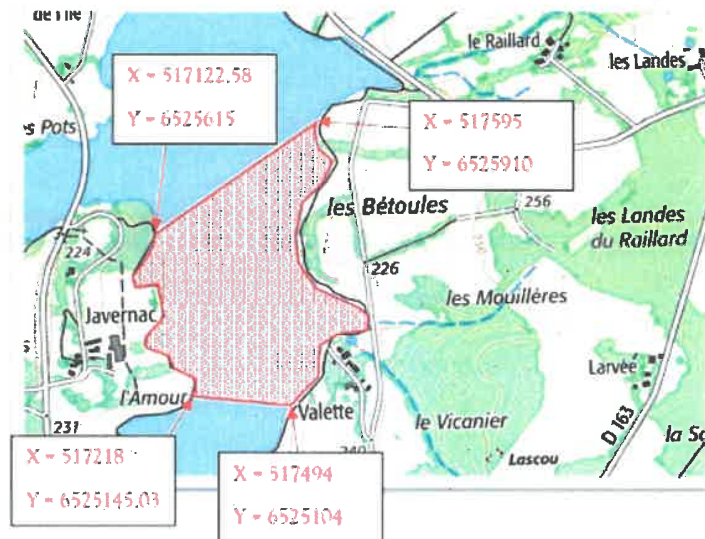 de l'Île
le Raillard
les Landes
X = 517122.58
Y = 6525615
Pots
X = 517595
Y = 6525910
les Bétoules
256
les Landes
du Raillard
224
226
les Mouillères
Javernac
l'Amour
Valette
Larvée
231
le Vicanier
D 163
la
Lascou
240
X = 517218
Y = 6525145.03
X = 517494
Y = 6525104